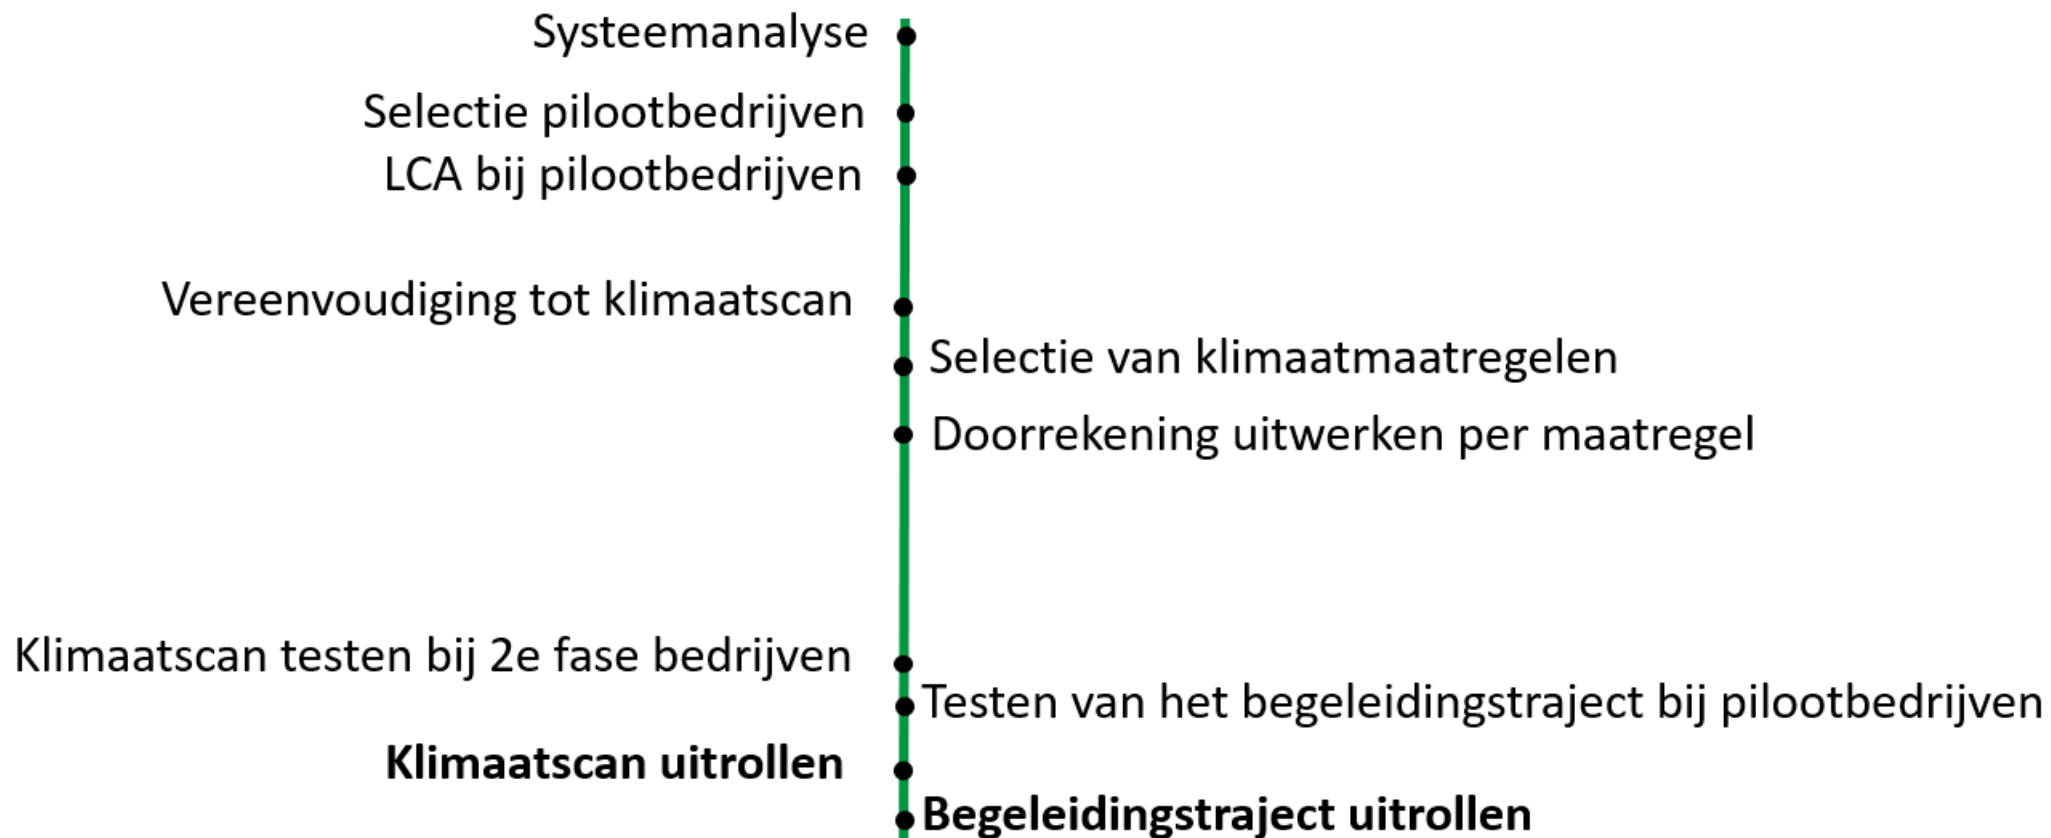 Systeemanalyse
Selectie pilootbedrijven
LCA bij pilootbedrijven
Vereenvoudiging tot klimaatscan
Selectie van klimaatmaatregelen
Doorrekening uitwerken per maatregel
Klimaatscan testen bij 2e fase bedrijven
Testen van het begeleidingstraject bij pilootbedrijven
Klimaatscan uitrollen
Begeleidingstraject uitrollen